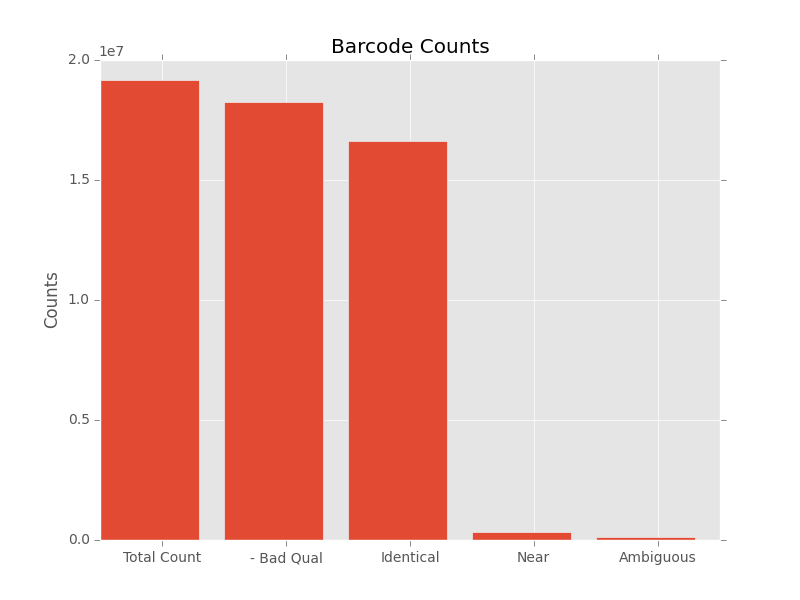 Barcode Counts
1e7
2.0
1.5
1.0
0.5
0.0
Counts
Total Count
- Bad Qual
Identical
Near
Ambiguous